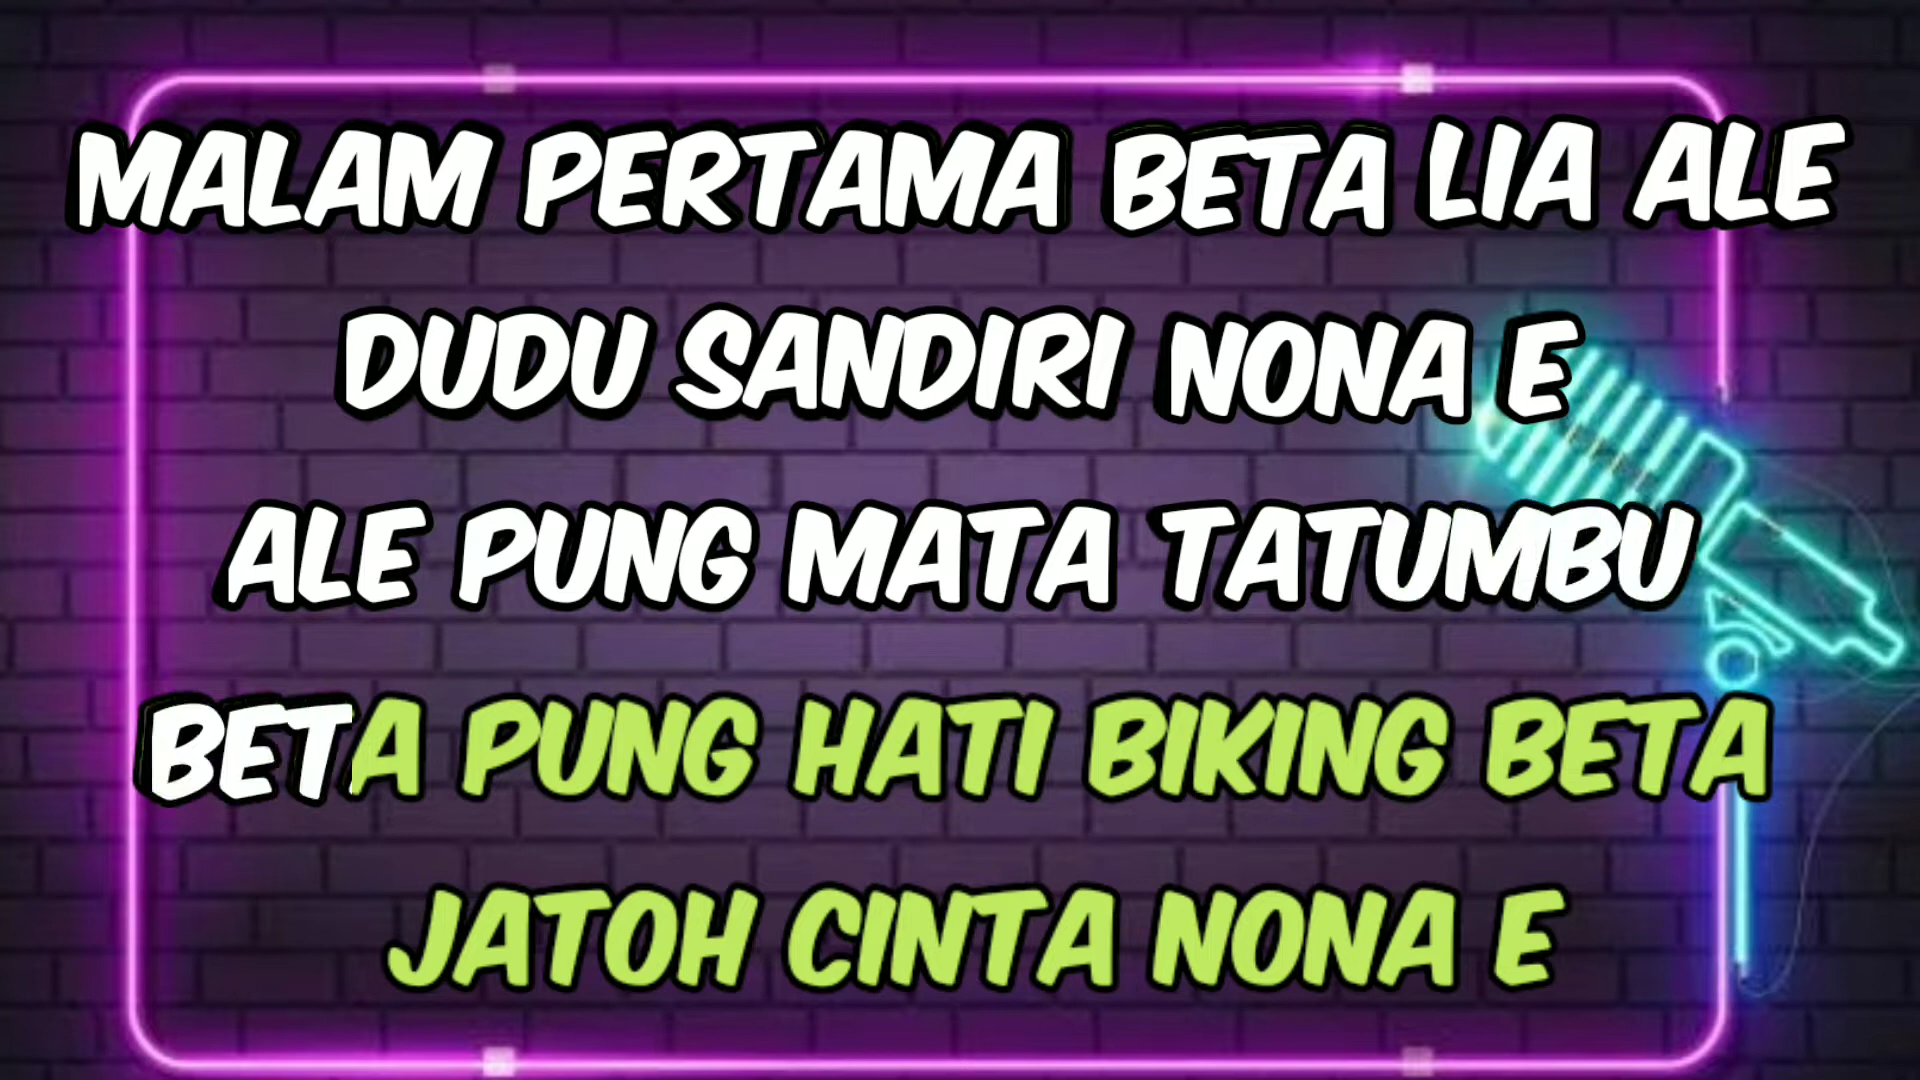 MALAM PERTAMA BETA LIA ALE
DUDU SANDIRI NONA E
ALE PUNG MATA TATUMBU
BETA PUNG HATI BIKING BETA
JATOH CINTA NONA E